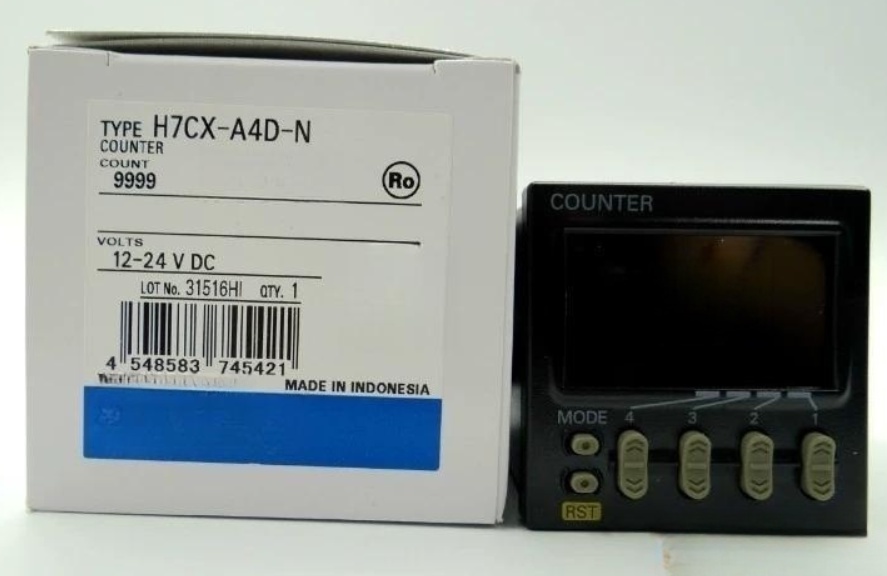 TYPE H7CX-A4D-N
COUNTER
COUNT
9999
Ro
VOLTS
12-24 V DC
LOT No. 31516HI QTY. 1
4 548583 745421
MADE IN INDONESIA
COUNTER
MODE 4 3 2 1
RST